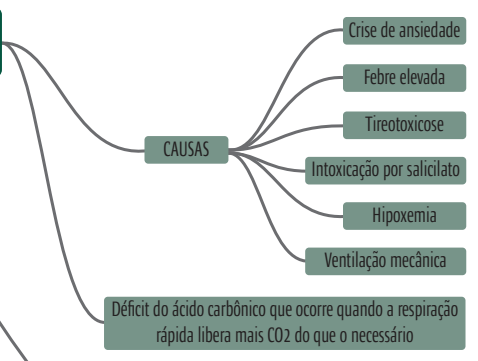 Crise de ansiedade
Febre elevada
Tireotoxicose
CAUSAS
Intoxicação por salicilato
Hipoxemia
Ventilação mecânica
Déficit do ácido carbônico que ocorre quando a respiração
rápida libera mais CO2 do que o necessário